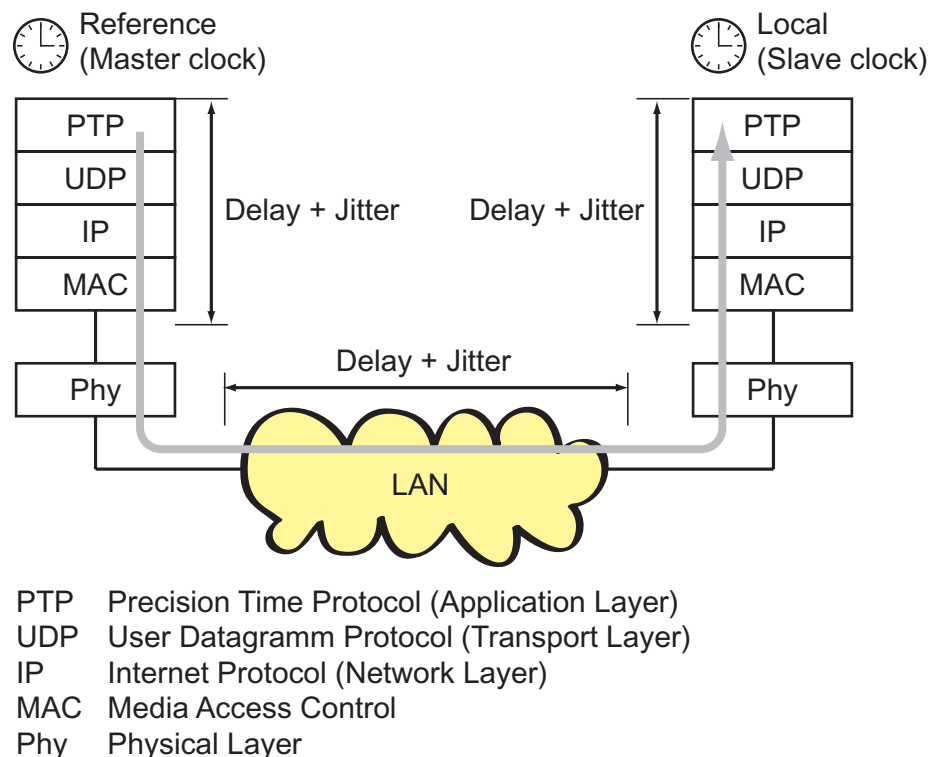 Reference
(Master clock)
Local
(Slave clock)
PTP
UDP
IP
MAC
Phy
Delay + Jitter
Delay + Jitter
PTP
UDP
IP
MAC
Phy
Delay + Jitter
LAN
PTP Precision Time Protocol (Application Layer)
UDP User Datagramm Protocol (Transport Layer)
IP Internet Protocol (Network Layer)
MAC Media Access Control
Phy Physical Layer